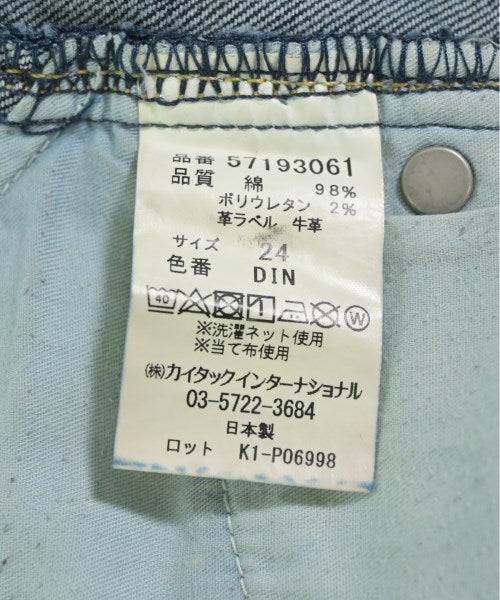 品番 57193061
品質 綿 98%
ポリウレタン 2%
革ラベル 牛革
サイズ 24
色番 DIN
40 W
※洗濯ネット使用
※当て布使用
㈱カイタックインターナショナル
03-5722-3684
日本製
ロット K1-P06998